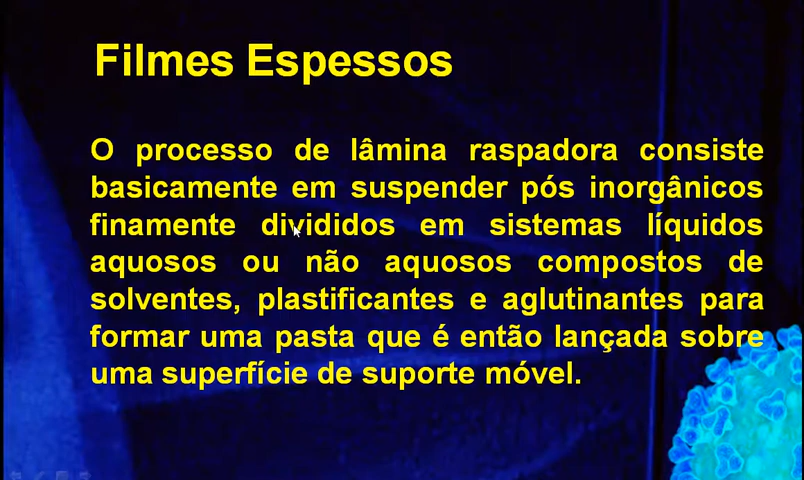 Filmes Espessos
O processo de lâmina raspadora consiste
basicamente em suspender pós inorgânicos
finamente divididos em sistemas líquidos
aquosos ou não aquosos compostos de
solventes, plastificantes e aglutinantes para
formar uma pasta que é então lançada sobre
uma superfície de suporte móvel.